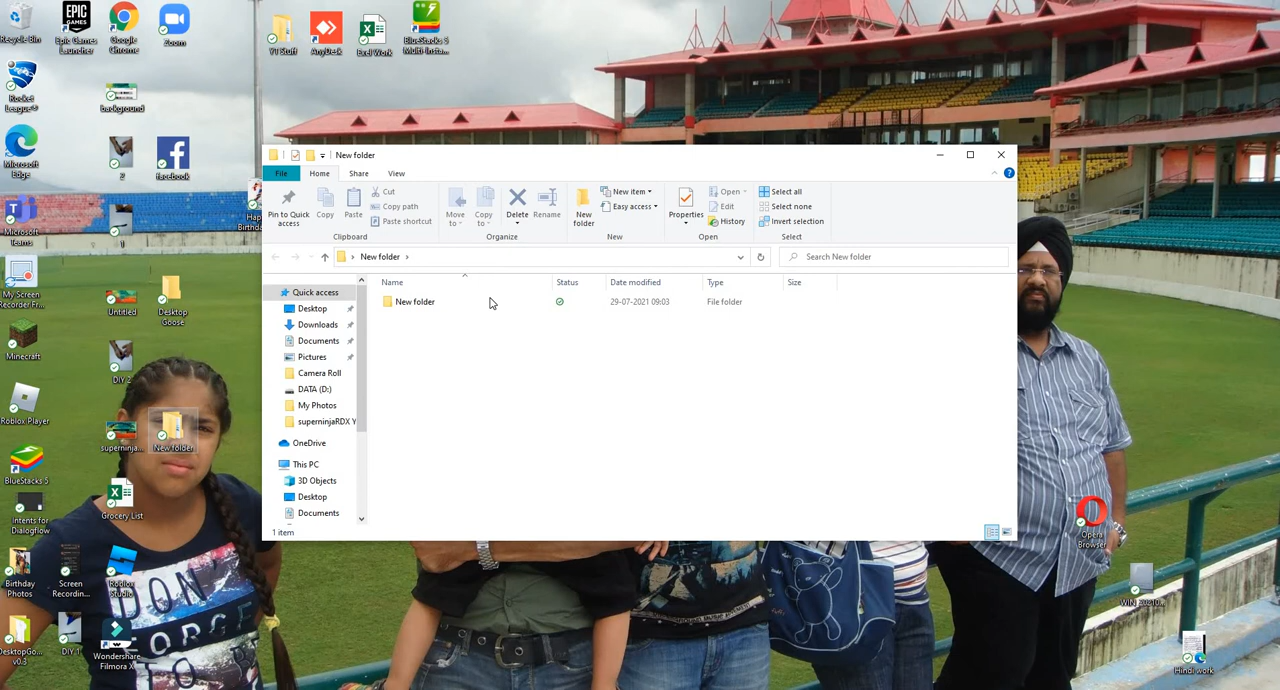 Recycle Bin
Epic Games
Launcher
Google
Chrome
Zoom
YT Stuff
AnyDesk
Exel Work
BlueStacks 5
Multi-Insta...
Rocket
League®
background
Microsoft
Edge
2
facebook
Microsoft
Teams
1
My Screen
Recorder Fr...
Untitled
Desktop
Goose
Minecraft
DIY 2
Roblox Player
superninja...
New folder
BlueStacks 5
Grocery List
Intents for
Dialogflow
Birthday
Photos
Screen
Recordin...
Roblox
Studio
DesktopGo...
v0.3
DIY 1
Wondershare
Filmora X
EPIC
GAMES
New folder
File
Home
Share
View
Pin to Quick
access
Copy
Paste
Cut
Copy path
Paste shortcut
Clipboard
Move
to
Copy
to
Delete
Rename
Organize
New
folder
New item
Easy access
New
Properties
Open
Edit
History
Open
Select all
Select none
Invert selection
Select
New folder
Search New folder
Name
Status
Date modified
Type
Size
New folder
29-07-2021 09:03
File folder
Quick access
Desktop
Downloads
Documents
Pictures
Camera Roll
DATA (D:)
My Photos
superninjaRDX Y
OneDrive
This PC
3D Objects
Desktop
Documents
1 item
Opera
Browser
Hindi work
DON'T